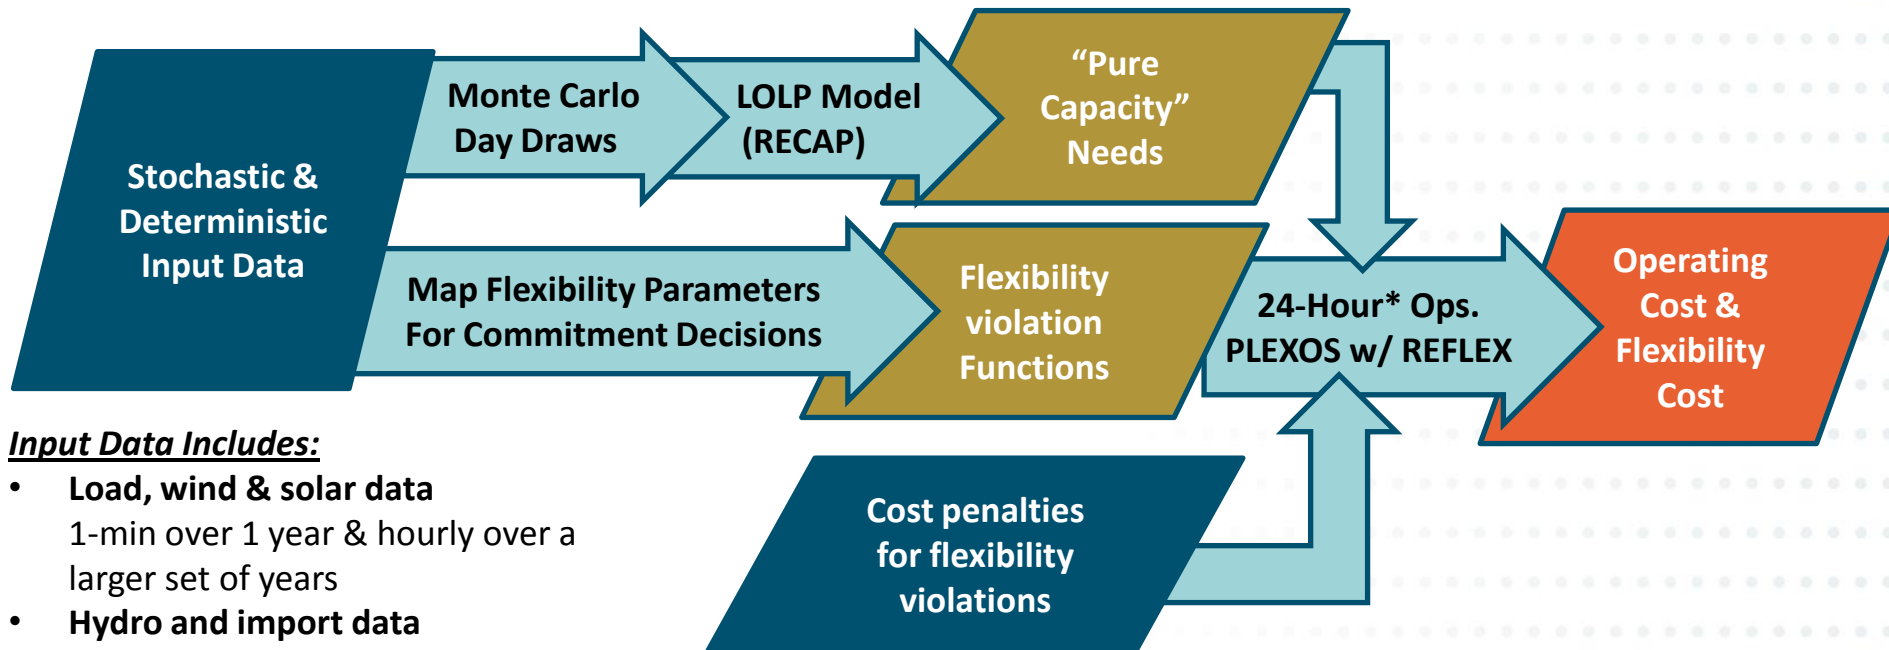 Stochastic &
Deterministic
Input Data
Monte Carlo
Day Draws
LOLP Model
(RECAP)
“Pure
Capacity”
Needs
Map Flexibility Parameters
For Commitment Decisions
Flexibility
violation
Functions
24-Hour* Ops.
PLEXOS w/ REFLEX
Operating
Cost &
Flexibility
Cost
Cost penalties
for flexibility
violations
Input Data Includes:
• Load, wind & solar data
1-min over 1 year & hourly over a
larger set of years
• Hydro and import data